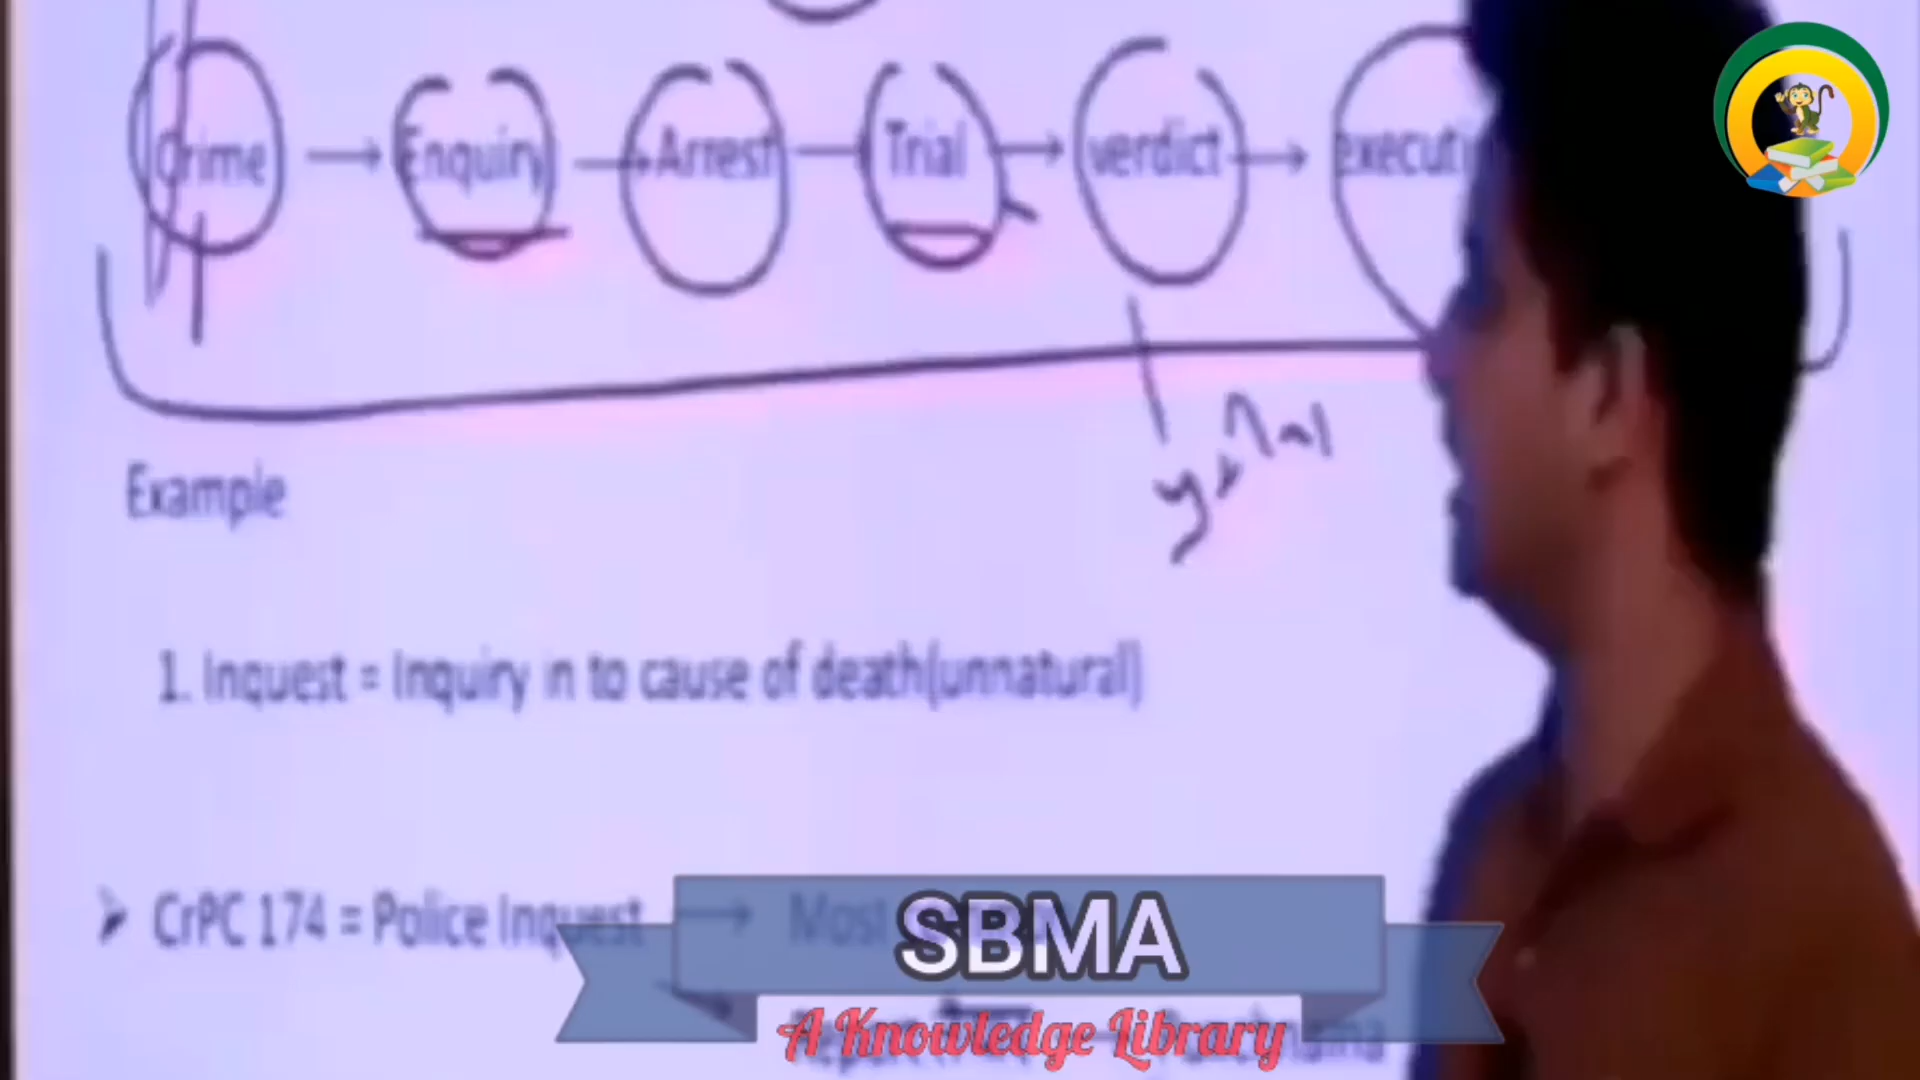 Crime → Enquiry → Arrest → Trial → verdict →
Example
1. Inquest = Inquiry in to cause of death(unnatural)
➤ CrPC 174 = Police Inquest → Most
SBMA
A Knowledge Library